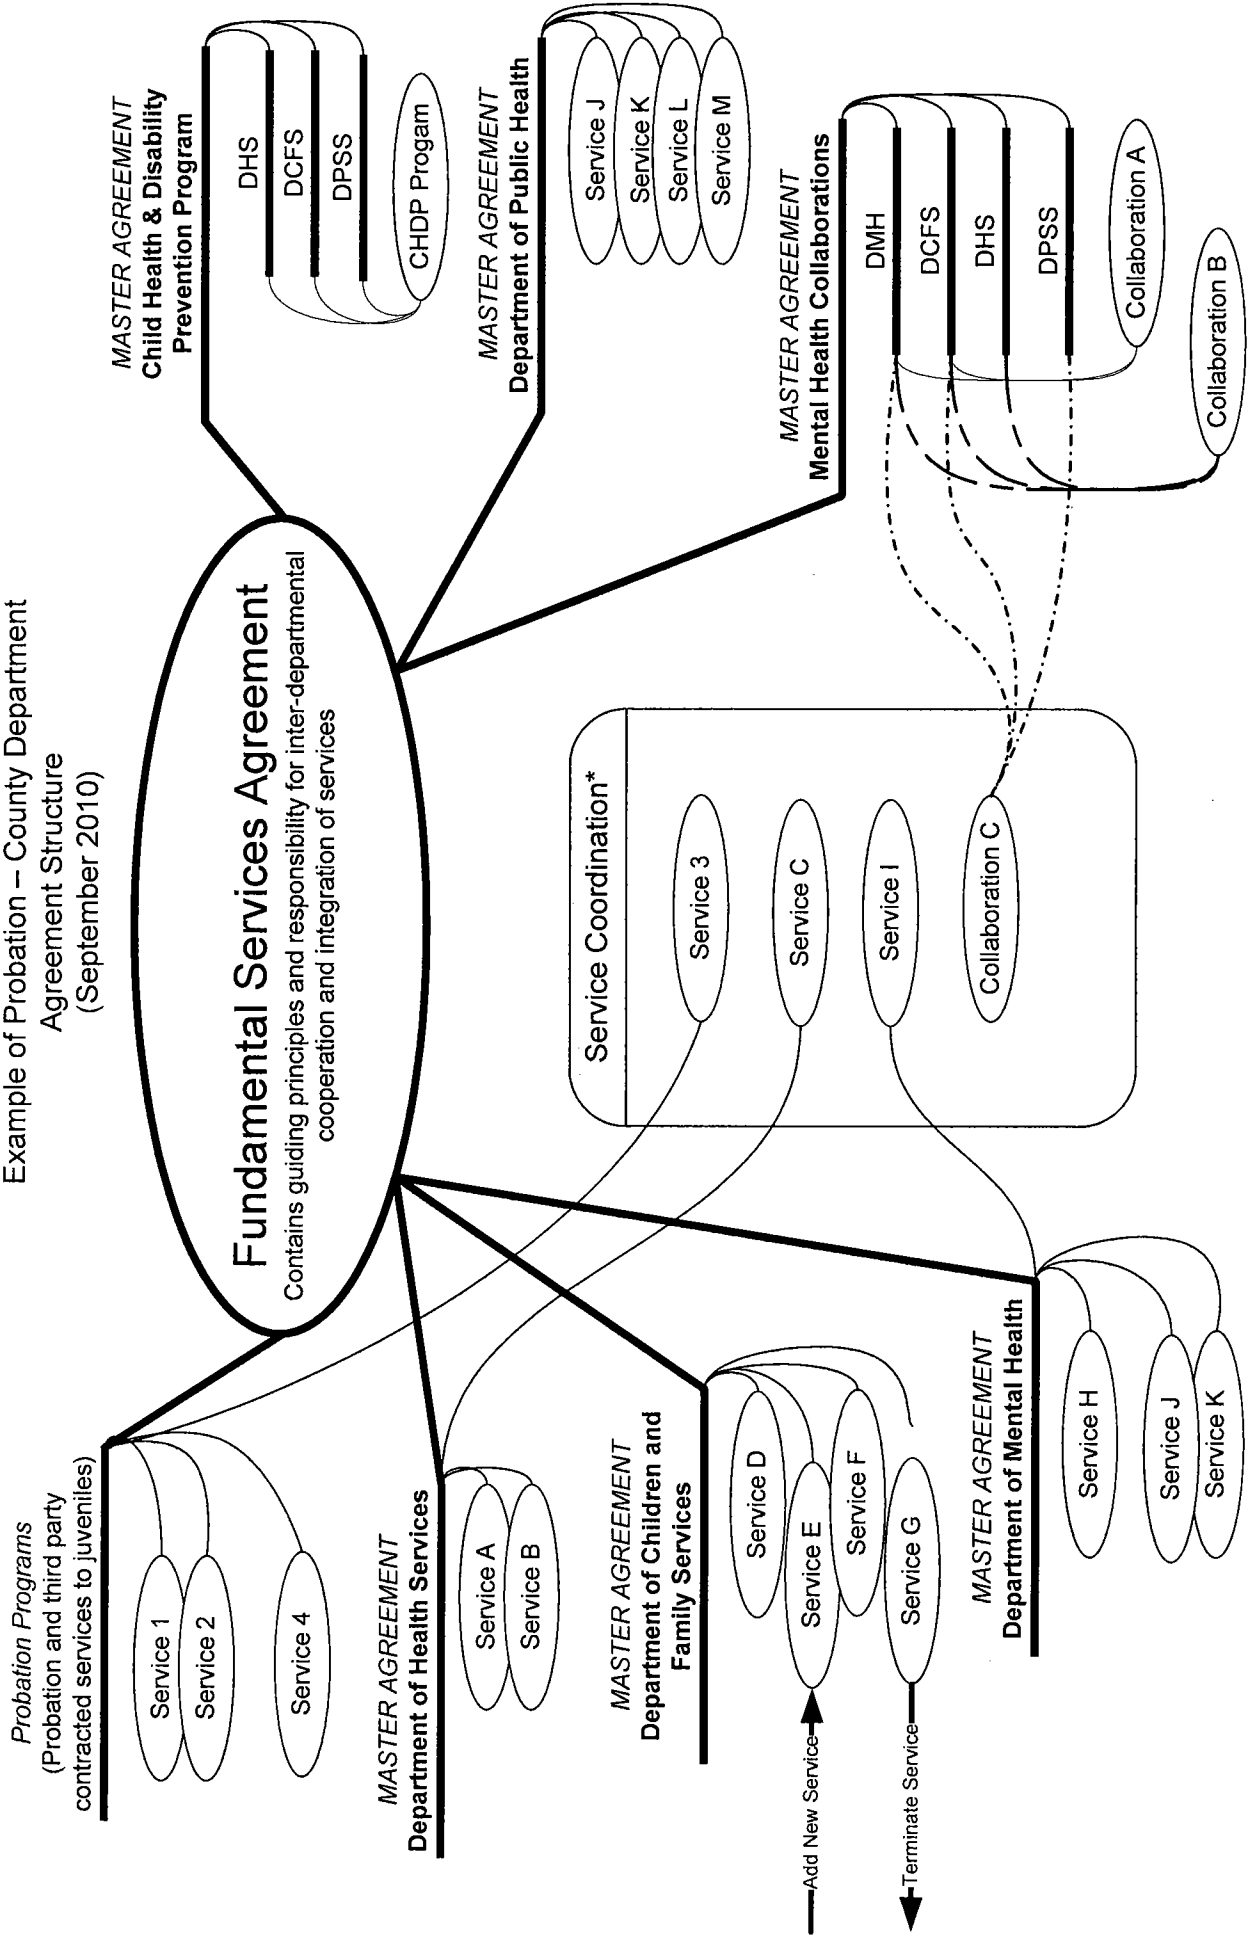 Example of Probation – County Department
Agreement Structure
(September 2010)
Probation Programs
(Probation and third party
contracted services to juveniles)
Service 1
Service 2
Service 4
MASTER AGREEMENT
Department of Health Services
Service A
Service B
MASTER AGREEMENT
Department of Children and
Family Services
Service D
Service E
Service F
Service G
Add New Service
Terminate Service
MASTER AGREEMENT
Department of Mental Health
Service H
Service J
Service K
Fundamental Services Agreement
Contains guiding principles and responsibility for inter-departmental
cooperation and integration of services
Service Coordination*
Service 3
Service C
Service I
Collaboration C
MASTER AGREEMENT
Child Health & Disability
Prevention Program
DHS
DCFS
DPSS
CHDP Progam
MASTER AGREEMENT
Department of Public Health
Service J
Service K
Service L
Service M
MASTER AGREEMENT
Mental Health Collaborations
DMH
DCFS
DHS
DPSS
Collaboration A
Collaboration B